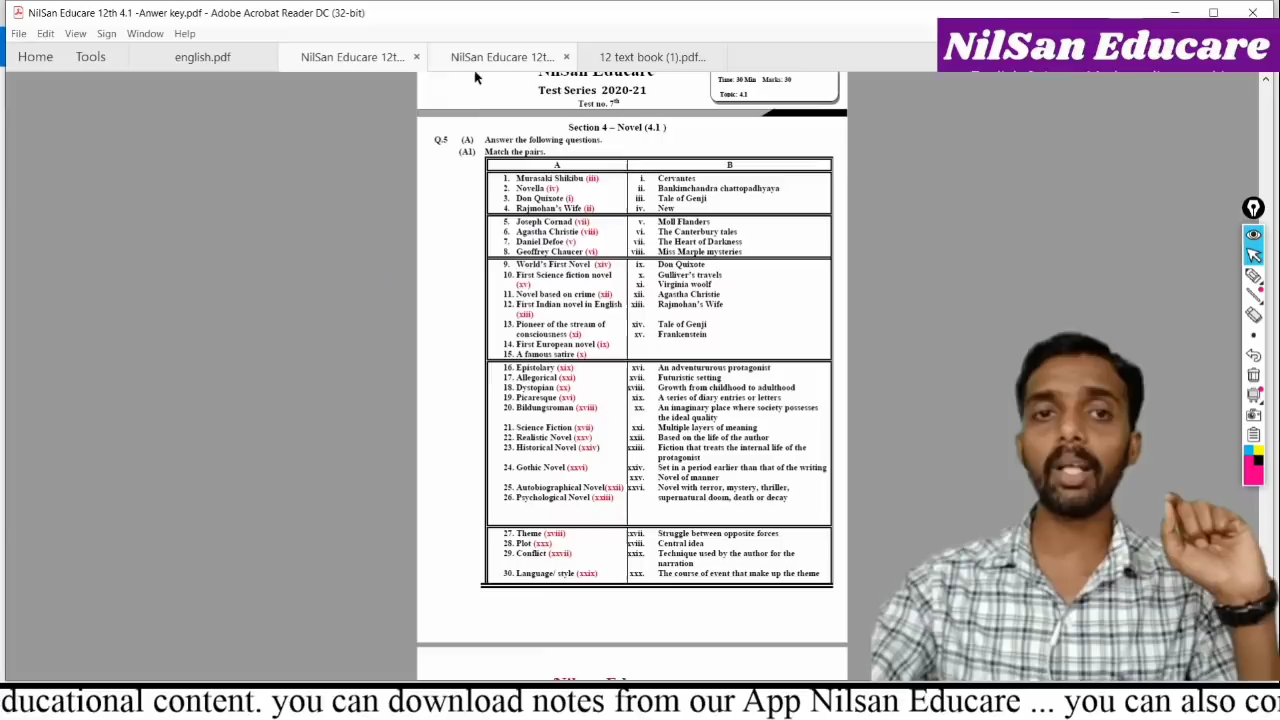 NilSan Educare 12th 4.1 -Anwer key.pdf - Adobe Acrobat Reader DC (32-bit)
File Edit View Sign Window Help
NilSan Educare
Home Tools english.pdf NilSan Educare 12th... × NilSan Educare 12t... × 12 text book (1).pdf...
NilSan Educare
Time: 30 Min Marks: 30
Test Series 2020-21
Topic: 4.1
Test no. 7th
Section 4 – Novel (4.1 )
Q.5 (A) Answer the following questions.
(A1) Match the pairs.
A B
1. Murasaki Shikibu (iii) i. Cervantes
2. Novella (iv) ii. Bankimchandra chattopadhyaya
3. Don Quixote (i) iii. Tale of Genji
4. Rajmohan's Wife (ii) iv. New
5. Joseph Cornad (vii) v. Moll Flanders
6. Agastha Christie (viii) vi. The Canterbury tales
7. Daniel Defoe (v) vii. The Heart of Darkness
8. Geoffrey Chaucer (vi) viii. Miss Marple mysteries
9. World's First Novel (xiv) ix. Don Quixote
10. First Science fiction novel x. Gulliver's travels
(xv) xi. Virginia woolf
11. Novel based on crime (xii) xii. Agastha Christie
12. First Indian novel in English xiii. Rajmohan's Wife
(xiii)
13. Pioneer of the stream of xiv. Tale of Genji
consciousness (xi) xv. Frankenstein
14. First European novel (ix)
15. A famous satire (x)
16. Epistolary (xix) xvi. An adventururous protagonist
17. Allegorical (xxi) xvii. Futuristic setting
18. Dystopian (xx) xviii. Growth from childhood to adulthood
19. Picaresque (xvi) xix. A series of diary entries or letters
20. Bildungsroman (xviii) xx. An imaginary place where society possesses
the ideal quality
21. Science Fiction (xvii) xxi. Multiple layers of meaning
22. Realistic Novel (xxv) xxii. Based on the life of the author
23. Historical Novel (xxiv) xxiii. Fiction that treats the internal life of the
protagonist
24. Gothic Novel (xxvi) xxiv. Set in a period earlier than that of the writing
xxv. Novel of manner
25. Autobiographical Novel(xxii) xxvi. Novel with terror, mystery, thriller,
26. Psychological Novel (xxiii) supernatural doom, death or decay
27. Theme (xviii) xxvii. Struggle between opposite forces
28. Plot (xxx) xviii. Central idea
29. Conflict (xxvii) xxix. Technique used by the author for the
narration
30. Language/ style (xxix) xxx. The course of event that make up the theme
ducational content. you can download notes from our App Nilsan Educare ... you can also co